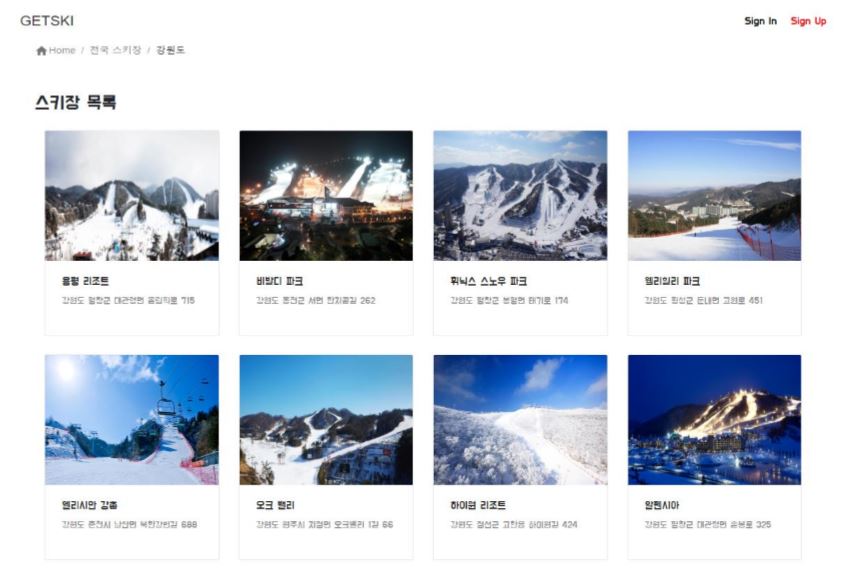 GETSKI
Sign In Sign Up
Home / 전국 스키장 / 강원도
스키장 목록
용평 리조트
강원도 평창군 대관령면 올림픽로 715
비발디 파크
강원도 홍천군 서면 한치골길 262
휘닉스 스노우 파크
강원도 평창군 봉평면 태기로 174
웰리힐리 파크
강원도 횡성군 둔내면 고원로 451
엘리시안 강촌
강원도 춘천시 남산면 북한강변길 688
오크 밸리
강원도 원주시 지정면 오크밸리 1길 66
하이원 리조트
강원도 정선군 고한읍 하이원길 424
알펜시아
강원도 평창군 대관령면 솔봉로 325